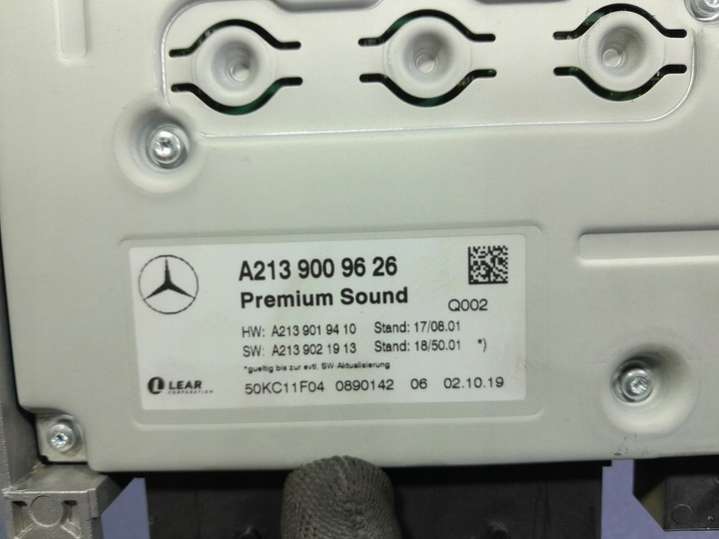 A213 900 96 26
Premium Sound
Q002
HW: A213 901 94 10 Stand: 17/08.01
SW: A213 902 19 13 Stand: 18/50.01 *)
*gueltig bis zur evtl. SW Aktualisierung
LEAR
CORPORATION
50KC11F04 0890142 06 02.10.19